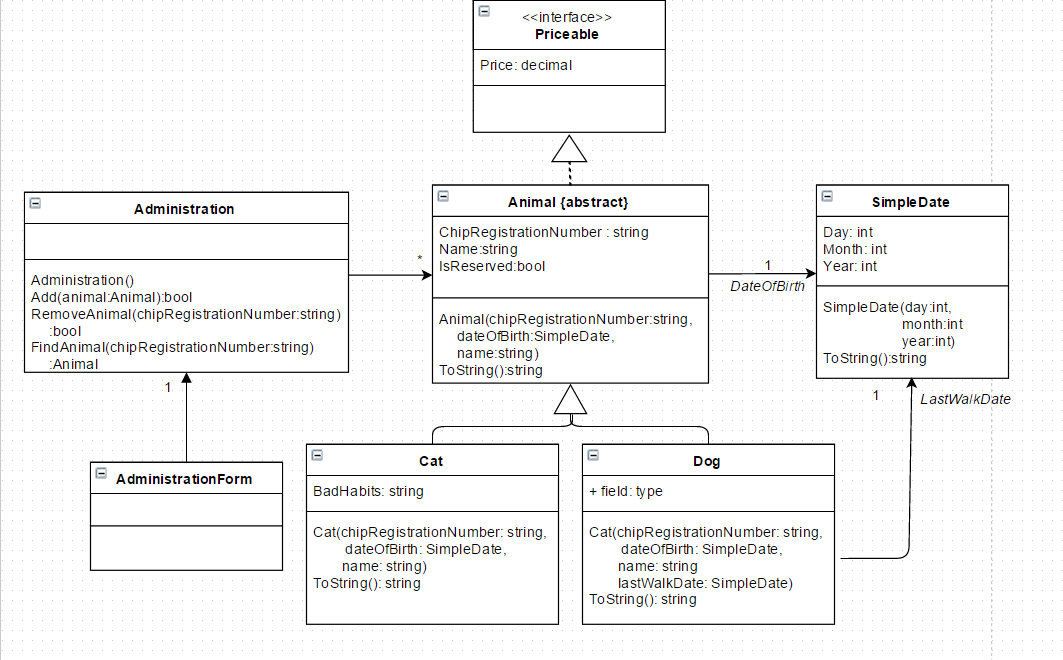 <<interface>>
Priceable
Price: decimal
Administration
Administration()
Add(animal:Animal):bool
RemoveAnimal(chipRegistrationNumber:string)
:bool
FindAnimal(chipRegistrationNumber:string)
:Animal
*
Animal {abstract}
ChipRegistrationNumber : string
Name:string
IsReserved:bool
Animal(chipRegistrationNumber:string,
dateOfBirth:SimpleDate,
name:string)
ToString():string
1
DateOfBirth
SimpleDate
Day: int
Month: int
Year: int
SimpleDate(day:int,
month:int
year:int)
ToString():string
1
LastWalkDate
1
AdministrationForm
Cat
BadHabits: string
Cat(chipRegistrationNumber: string,
dateOfBirth: SimpleDate,
name: string)
ToString(): string
Dog
+ field: type
Cat(chipRegistrationNumber: string,
dateOfBirth: SimpleDate,
name: string
lastWalkDate: SimpleDate)
ToString(): string